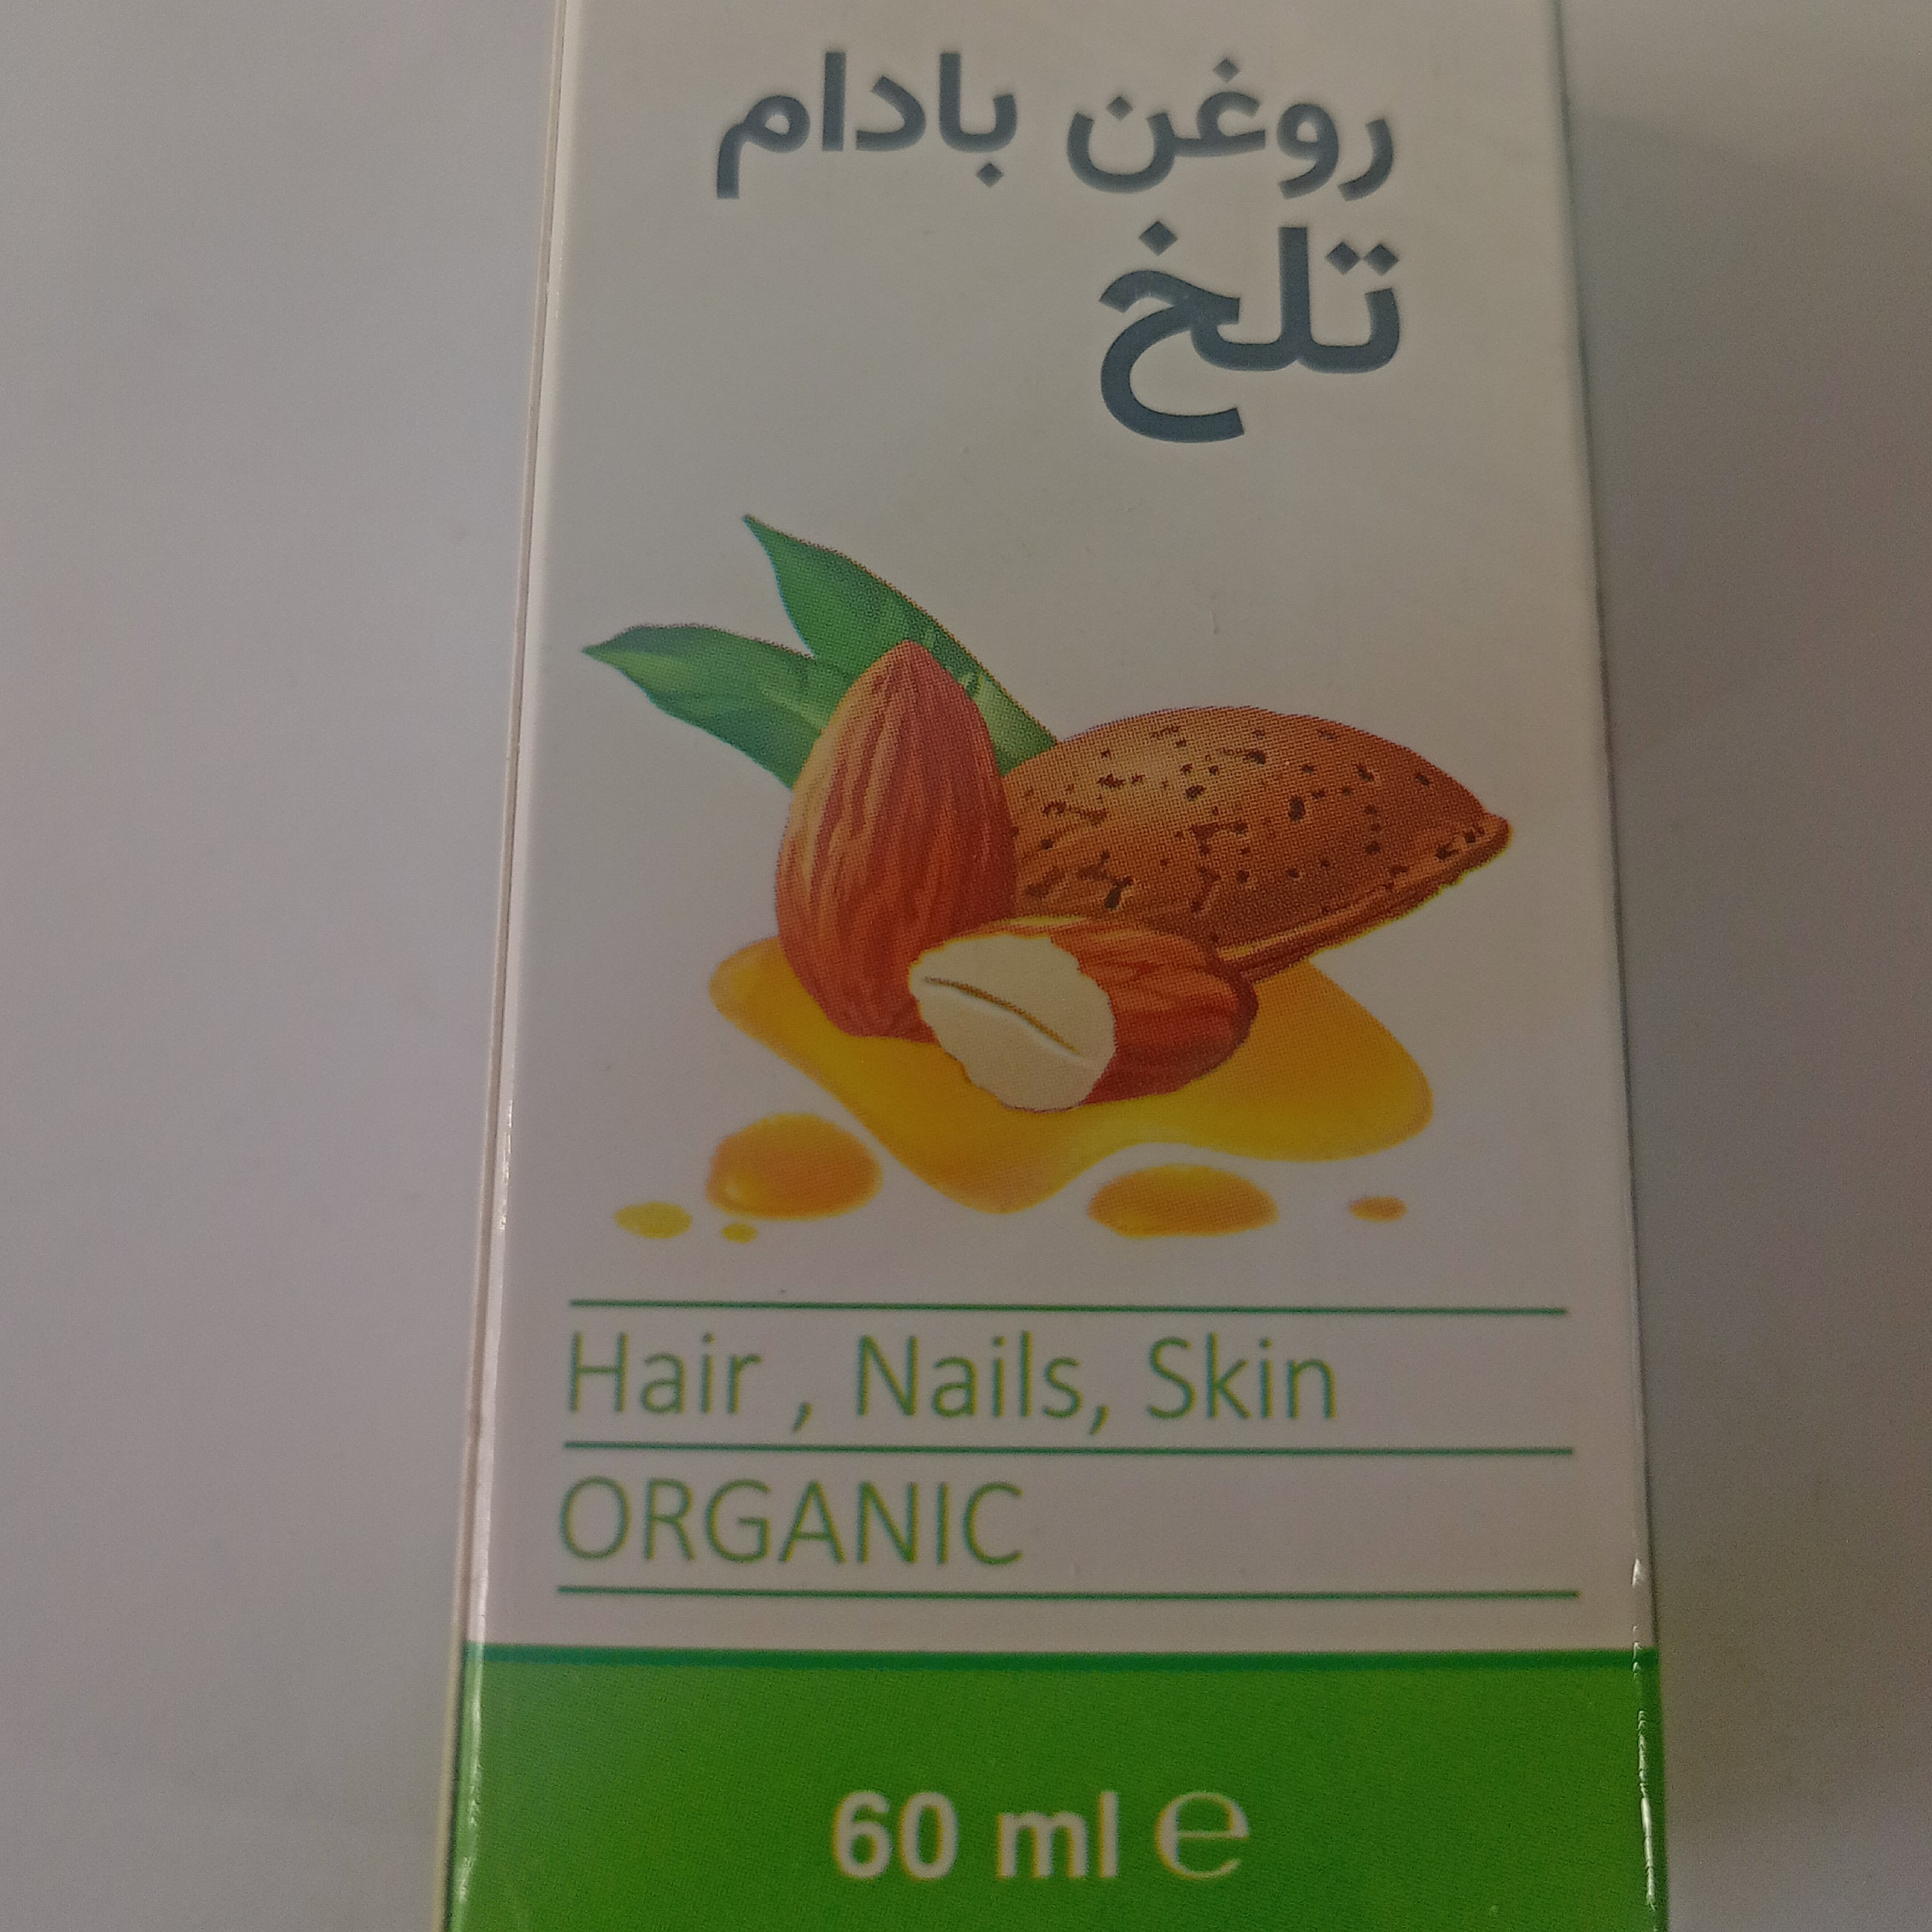 روغن بادام
تلخ
Hair , Nails, Skin
ORGANIC
60 ml ℮